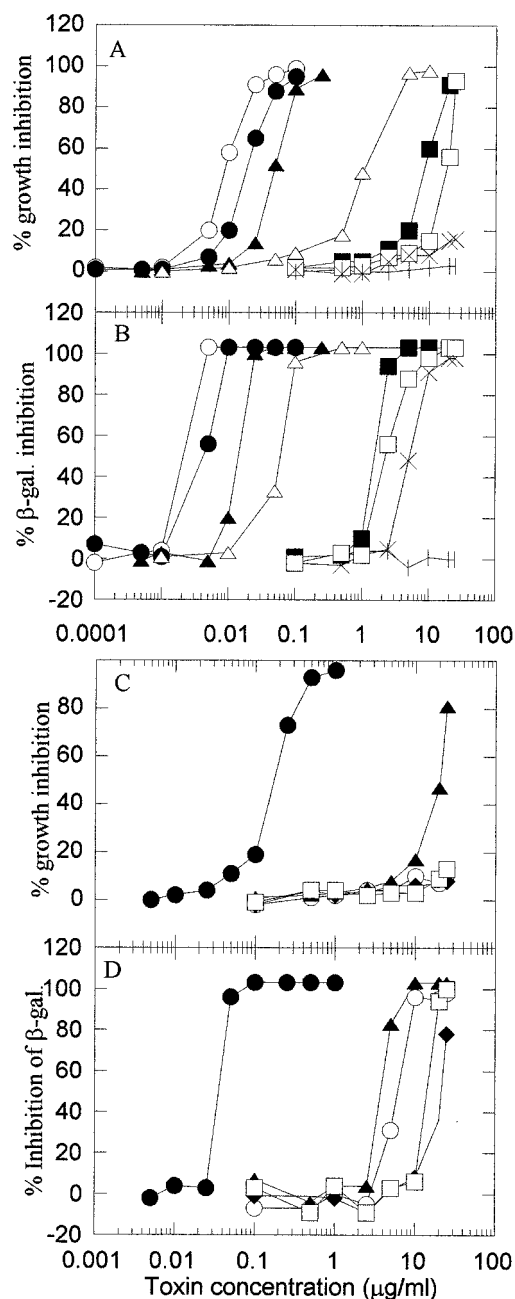 A
120
100
80
60
40
20
0
% growth inhibition
B
120
100
80
60
40
20
0
-20
% β-gal. inhibition
0.0001 0.001 0.01 0.1 1 10 100
C
80
60
40
20
0
% growth inhibition
D
120
100
80
60
40
20
0
-20
% Inhibition of β-gal.
0.001 0.01 0.1 1 10 100
Toxin concentration (μg/ml)